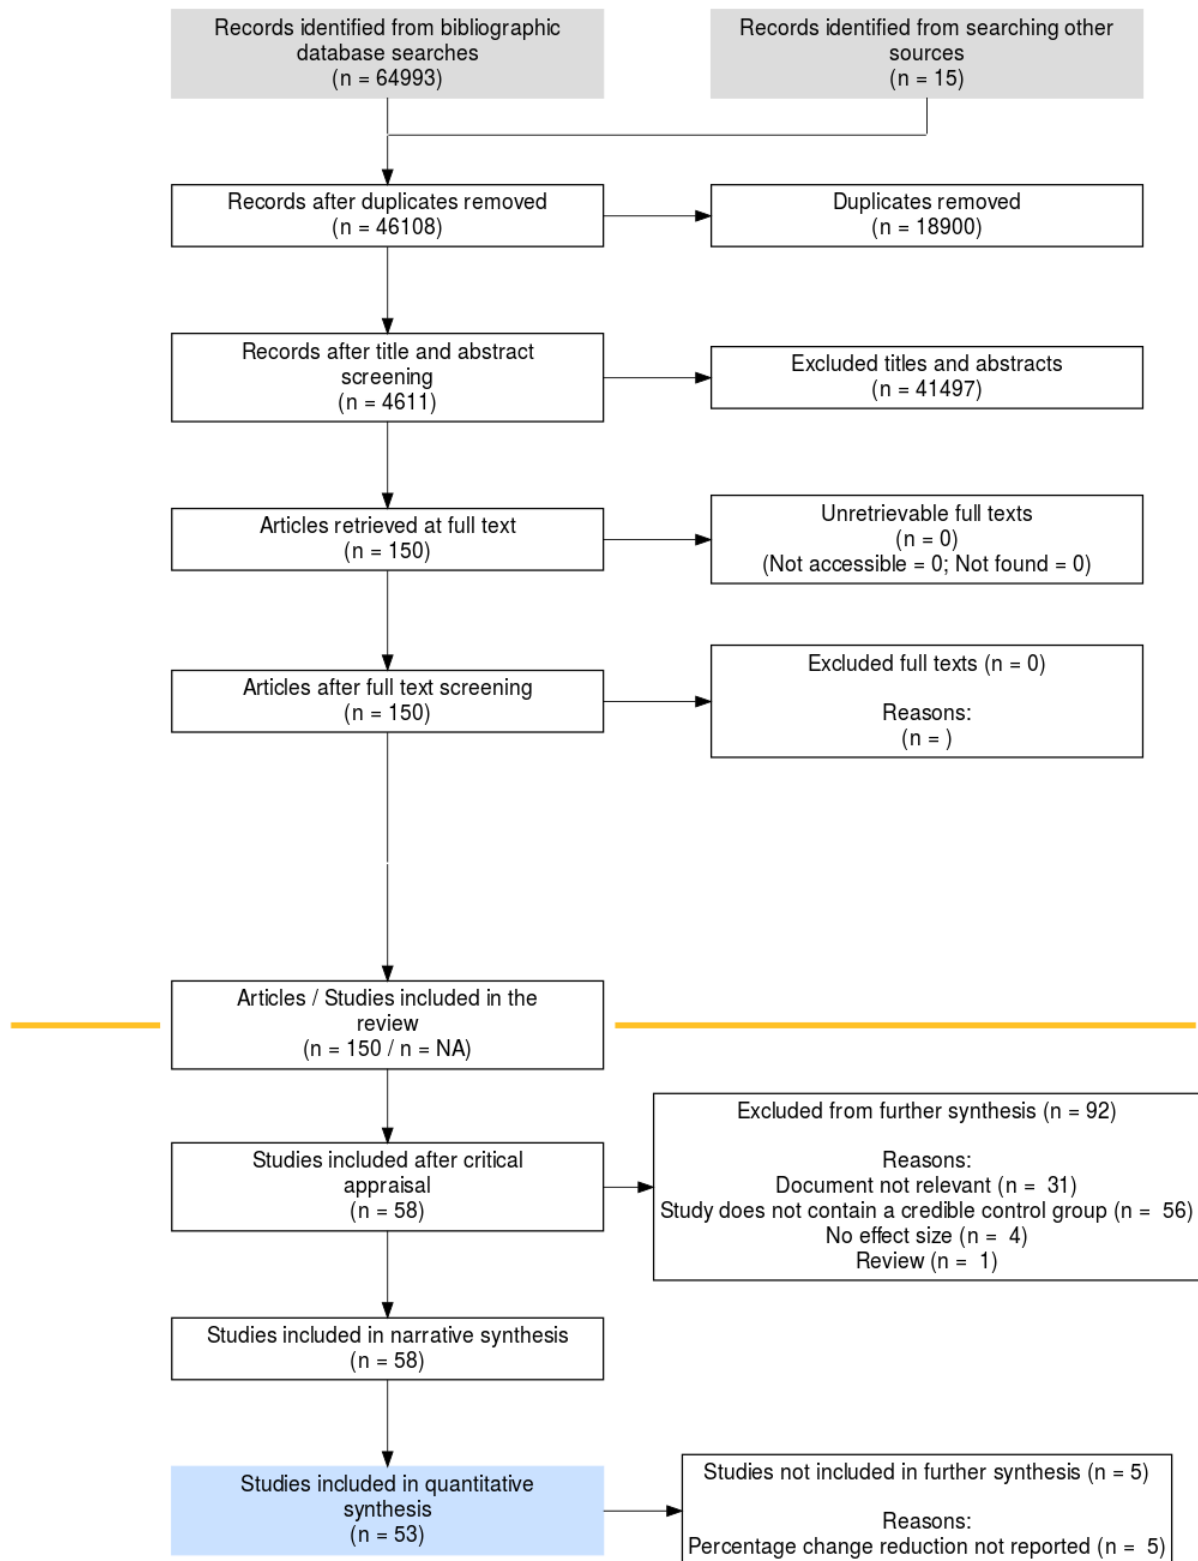 Records identified from bibliographic
database searches
(n = 64993)
Records identified from searching other
sources
(n = 15)
Records after duplicates removed
(n = 46108)
Duplicates removed
(n = 18900)
Records after title and abstract
screening
(n = 4611)
Excluded titles and abstracts
(n = 41497)
Articles retrieved at full text
(n = 150)
Unretrievable full texts
(n = 0)
(Not accessible = 0; Not found = 0)
Articles after full text screening
(n = 150)
Excluded full texts (n = 0)
Reasons:
(n = )
Articles / Studies included in the
review
(n = 150 / n = NA)
Studies included after critical
appraisal
(n = 58)
Excluded from further synthesis (n = 92)
Reasons:
Document not relevant (n =  31)
Study does not contain a credible control group (n =  56)
No effect size (n =  4)
Review (n =  1)
Studies included in narrative synthesis
(n = 58)
Studies included in quantitative
synthesis
(n = 53)
Studies not included in further synthesis (n = 5)
Reasons:
Percentage change reduction not reported (n =  5)